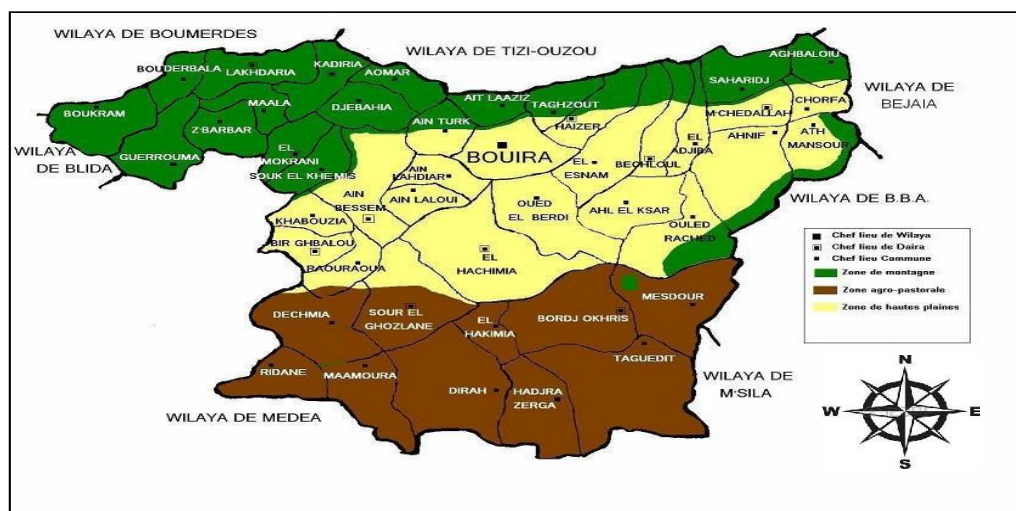 WILAYA DE BOUMERDES
WILAYA DE TIZI-OUZOU
AGHBALOIU
BOUDERBALA
LAKHDARIA
KADIRIA
AOMAR
SAHARIDJ
WILAYA DE
BEJAIA
BOUKRAM
MAALA
DJEBAHIA
AIT LAAZIZ
TAGHZOUT
M'CHEDALLAH
CHORFA
Z·BARBAR
AIN TURK
HAIZER
AHNIF
ATH
MANSOUR
WILAYA
DE BLIDA
GUERROUMA
EL
MOKRANI
SOUK EL KHEMIS
BOUIRA
EL
ESNAM
BECHLOUL
EL
ADJIBA
AIN
LAHDJAR
AIN
BESSEM
AIN LALOUI
OUED
EL BERDI
AHL EL KSAR
WILAYA DE B.B.A.
KHABOUZIA
OULED
RACHED
BIR GHBALOU
EL
HACHIMIA
RAOURAOUA
Chef lieu de Wilaya
Chef lieu de Daira
Chef lieu Commune
Zone de montagne
Zone agro-pastorale
Zone de hautes plaines
DECHMIA
SOUR EL
GHOZLANE
EL
HAKIMIA
BORDJ OKHRIS
MESDOUR
TAGUEDIT
RIDANE
MAAMOURA
DIRAH
HADJRA
ZERGA
WILAYA DE
M'SILA
WILAYA DE MEDEA
N
W
E
S